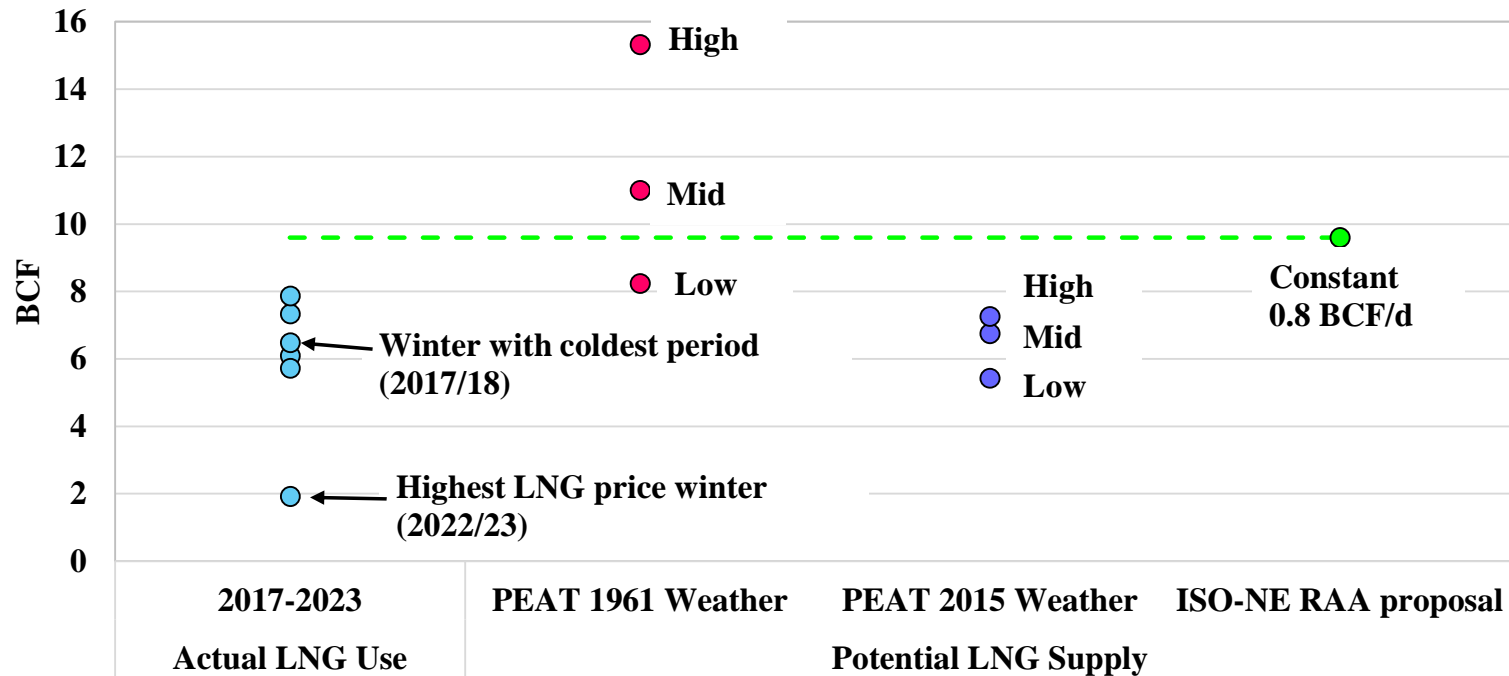 16
14
12
10
8
6
4
2
0
BCF
High
Mid
Low
High
Mid
Low
Constant
0.8 BCF/d
Winter with coldest period
(2017/18)
Highest LNG price winter
(2022/23)
2017-2023
PEAT 1961 Weather
PEAT 2015 Weather
ISO-NE RAA proposal
Actual LNG Use
Potential LNG Supply